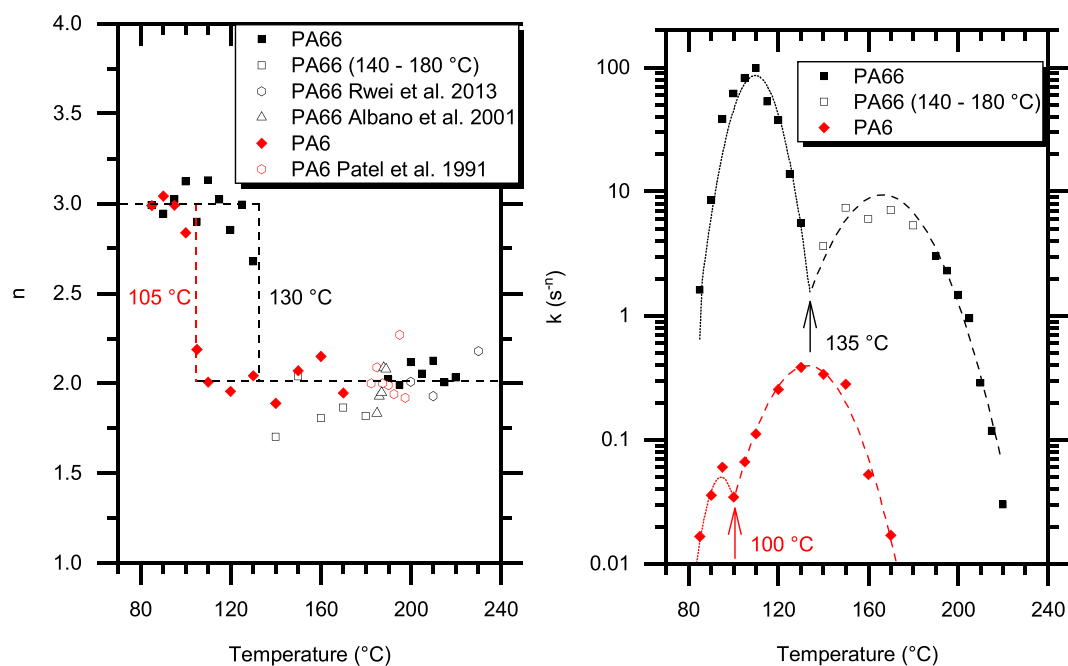 4.0
3.5
3.0
2.5
2.0
1.5
1.0
n
PA66
PA66 (140 - 180 °C)
PA66 Rwei et al. 2013
PA66 Albano et al. 2001
PA6
PA6 Patel et al. 1991
105 °C
130 °C
80
120
160
200
240
Temperature (°C)
100
10
1
0.1
0.01
k (s⁻ⁿ)
PA66
PA66 (140 - 180 °C)
PA6
135 °C
100 °C
80
120
160
200
240
Temperature (°C)